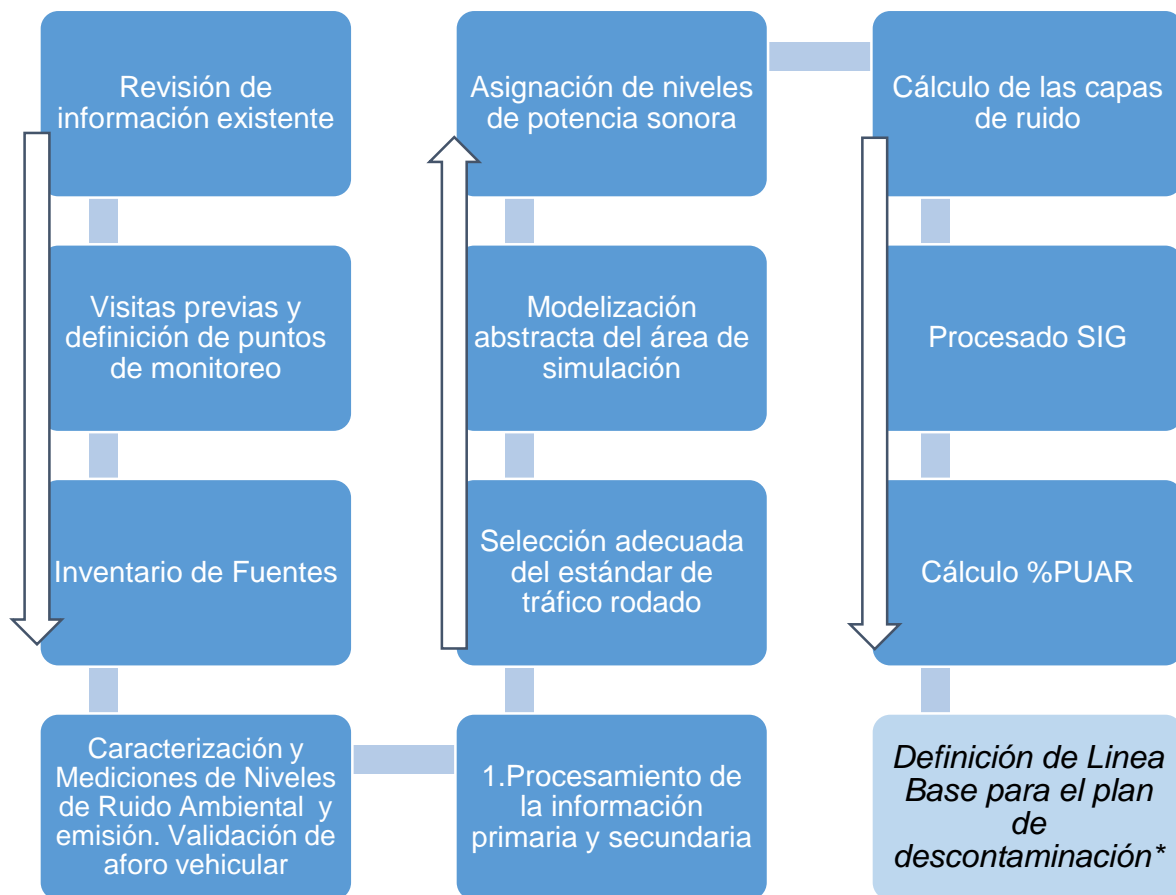 Revisión de
información existente
Visitas previas y
definición de puntos
de monitoreo
Inventario de Fuentes
Caracterización y
Mediciones de Niveles
de Ruido Ambiental y
emisión. Validación de
aforo vehicular
1.Procesamiento de
la información
primaria y secundaria
Selección adecuada
del estándar de
tráfico rodado
Modelización
abstracta del área de
simulación
Asignación de niveles
de potencia sonora
Cálculo de las capas
de ruido
Procesado SIG
Cálculo %PUAR
Definición de Linea
Base para el plan
de
descontaminación*